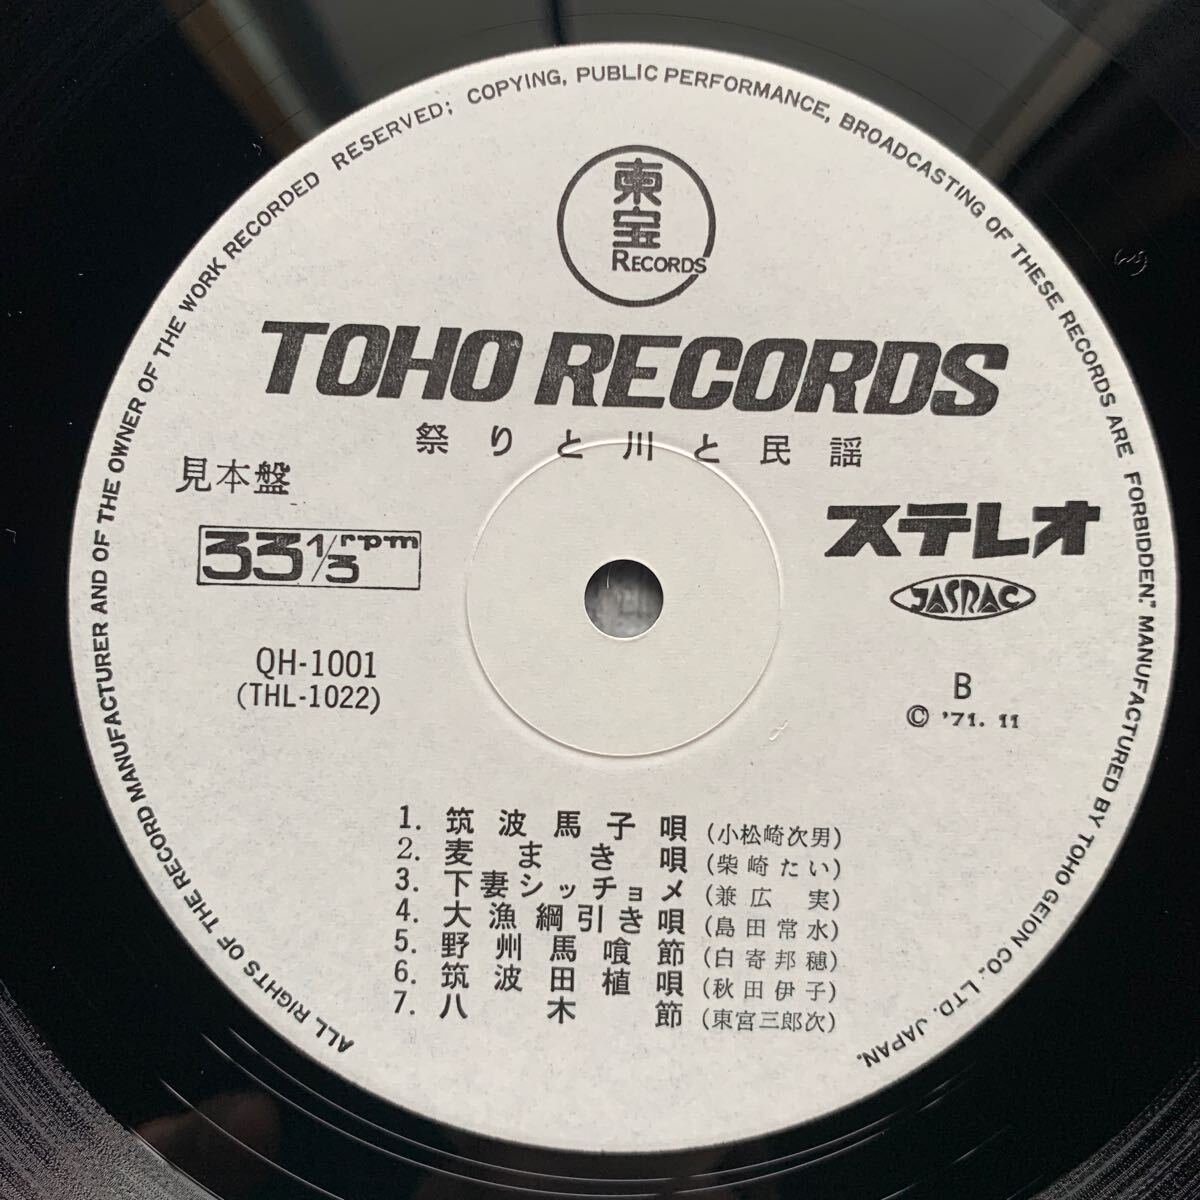 ALL RIGHTS OF THE RECORD MANUFACTURER AND OF THE OWNER OF THE WORK RECORDED RESERVED; COPYING, PUBLIC PERFORMANCE, BROADCASTING OF THESE RECORDS ARE FORBIDDEN." MANUFACTURED BY TOHO GEION CO., LTD. JAPAN.
東宝
RECORDS
TOHO RECORDS
祭りと川と民謡
見本盤
ステレオ
33 1/3 rpm
JASRAC
QH-1001
(THL-1022)
B
© '71. 11
1. 筑波馬子唄 (小松崎次男)
2. 麦まき唄 (柴崎たい)
3. 下妻シッチョメ (兼広実)
4. 大漁綱引き唄 (島田常水)
5. 野州馬喰節 (白寄邦穂)
6. 筑波田植唄 (秋田伊子)
7. 八木節 (東宮三郎次)